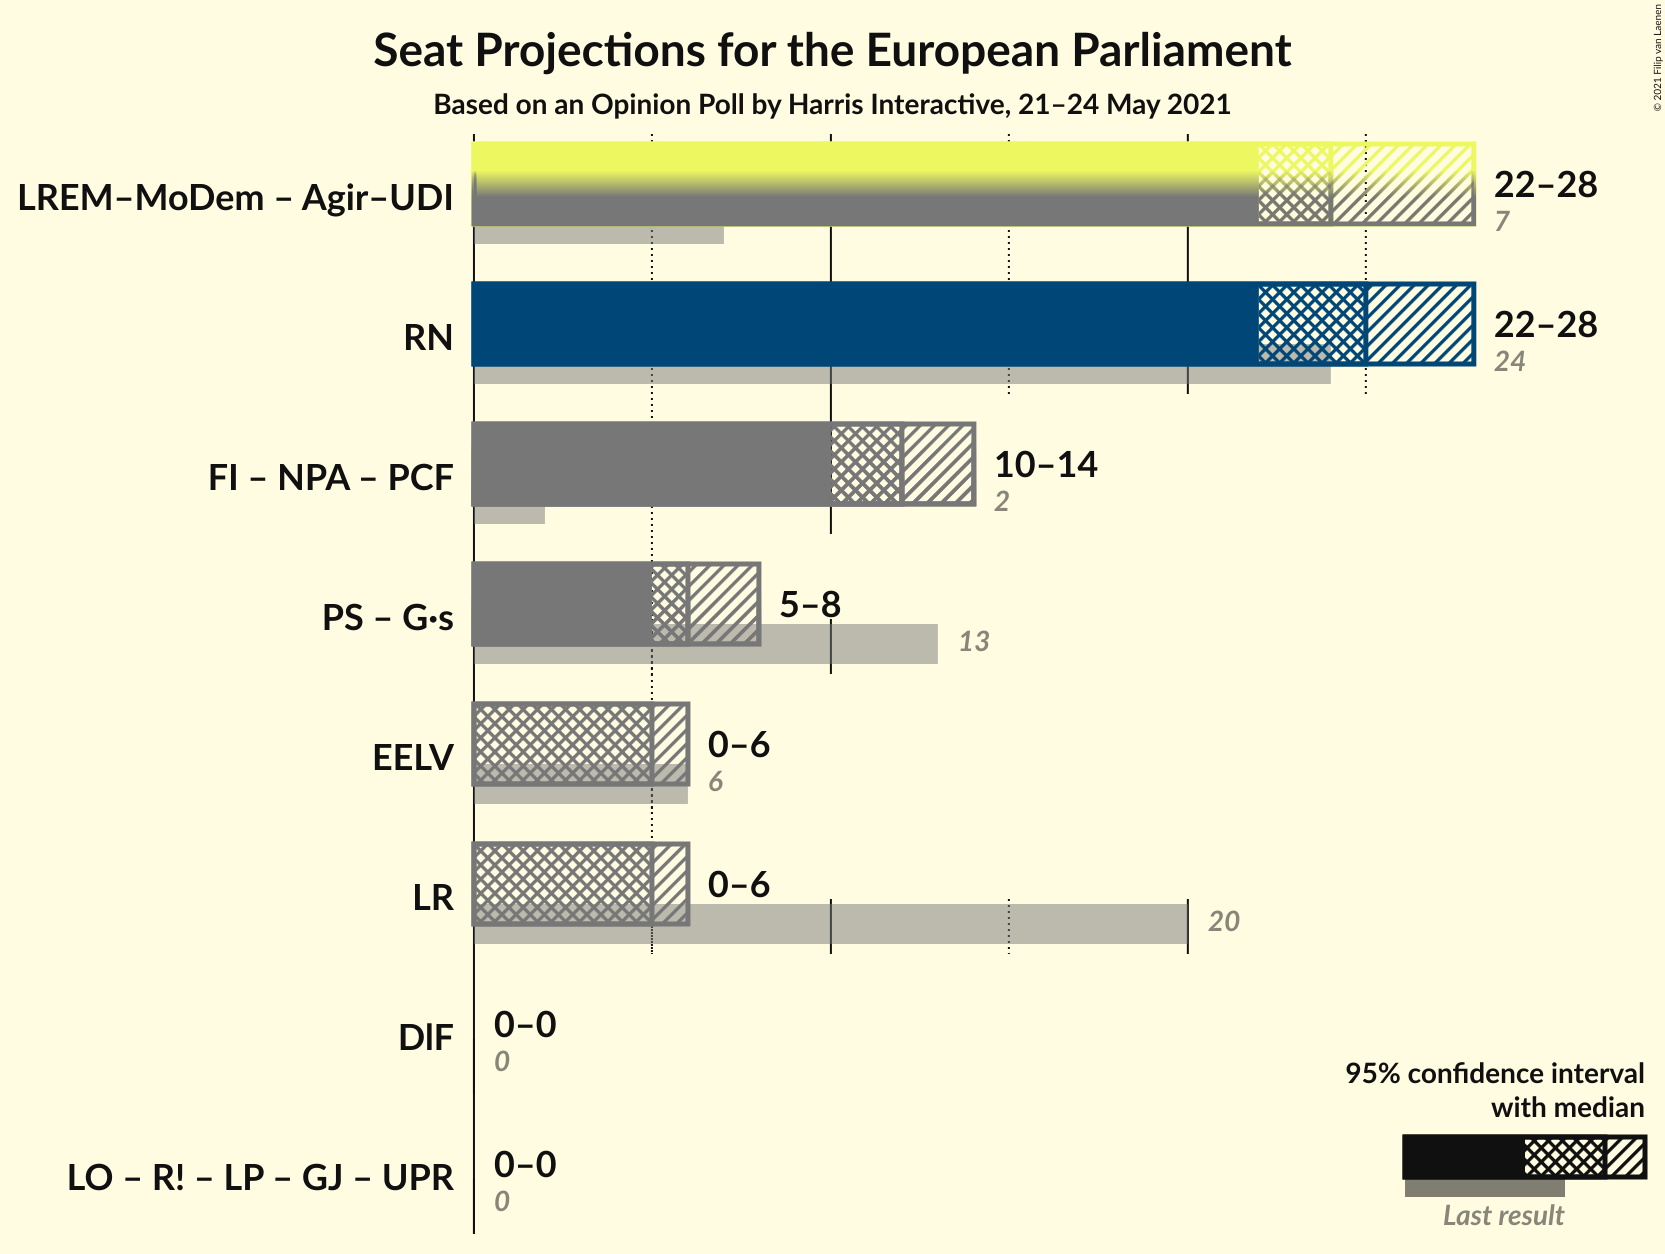 Seat Projections for the European Parliament
Based on an Opinion Poll by Harris Interactive, 21–24 May 2021
© 2021 Filip van Laenen
LREM–MoDem – Agir–UDI
22–28
7
RN
22–28
24
FI – NPA – PCF
10–14
2
PS – G·s
5–8
13
EELV
0–6
6
LR
0–6
20
DlF
0–0
0
LO – R! – LP – GJ – UPR
0–0
0
95% confidence interval
with median
Last result